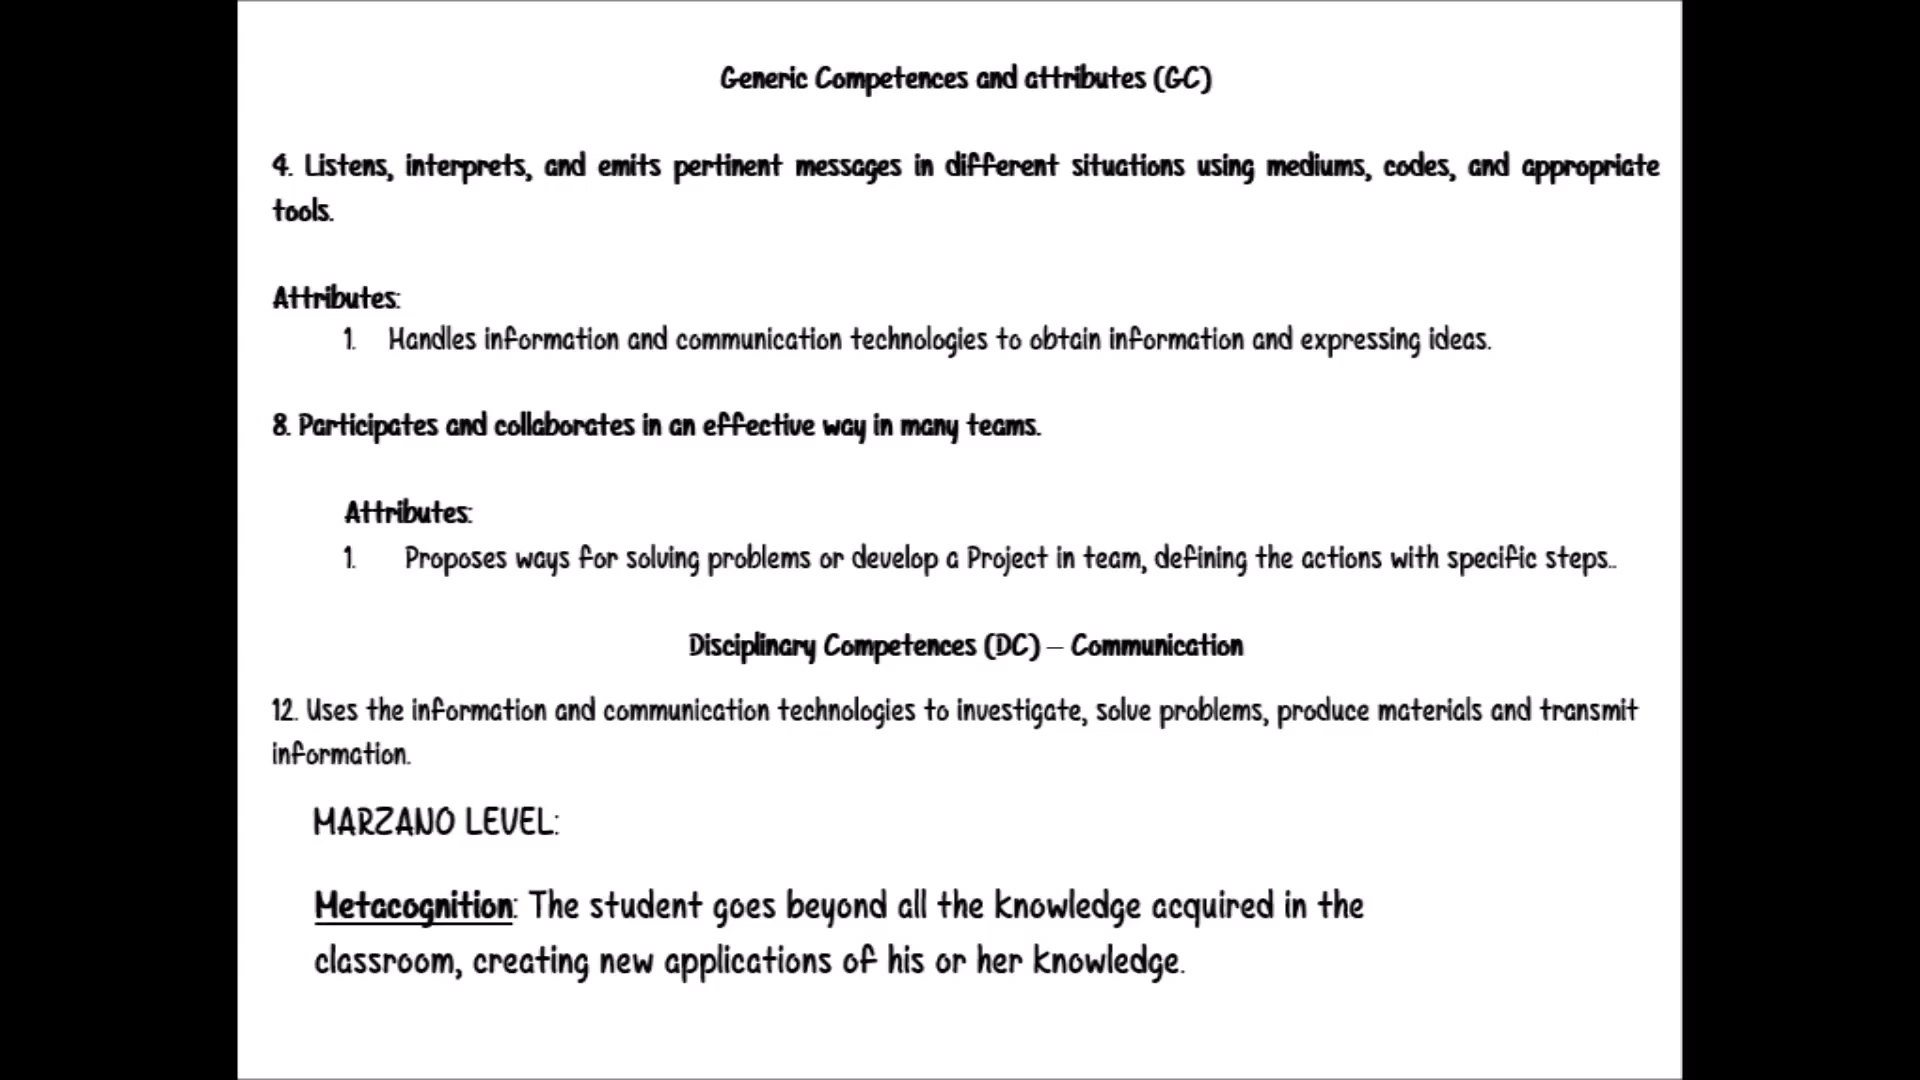 Generic Competences and attributes (GC)
4. Listens, interprets, and emits pertinent messages in different situations using mediums, codes, and appropriate
tools.
Attributes:
1. Handles information and communication technologies to obtain information and expressing ideas.
8. Participates and collaborates in an effective way in many teams.
Attributes:
1. Proposes ways for solving problems or develop a Project in team, defining the actions with specific steps..
Disciplinary Competences (DC) – Communication
12. Uses the information and communication technologies to investigate, solve problems, produce materials and transmit
information.
MARZANO LEVEL:
Metacognition: The student goes beyond all the knowledge acquired in the
classroom, creating new applications of his or her knowledge.